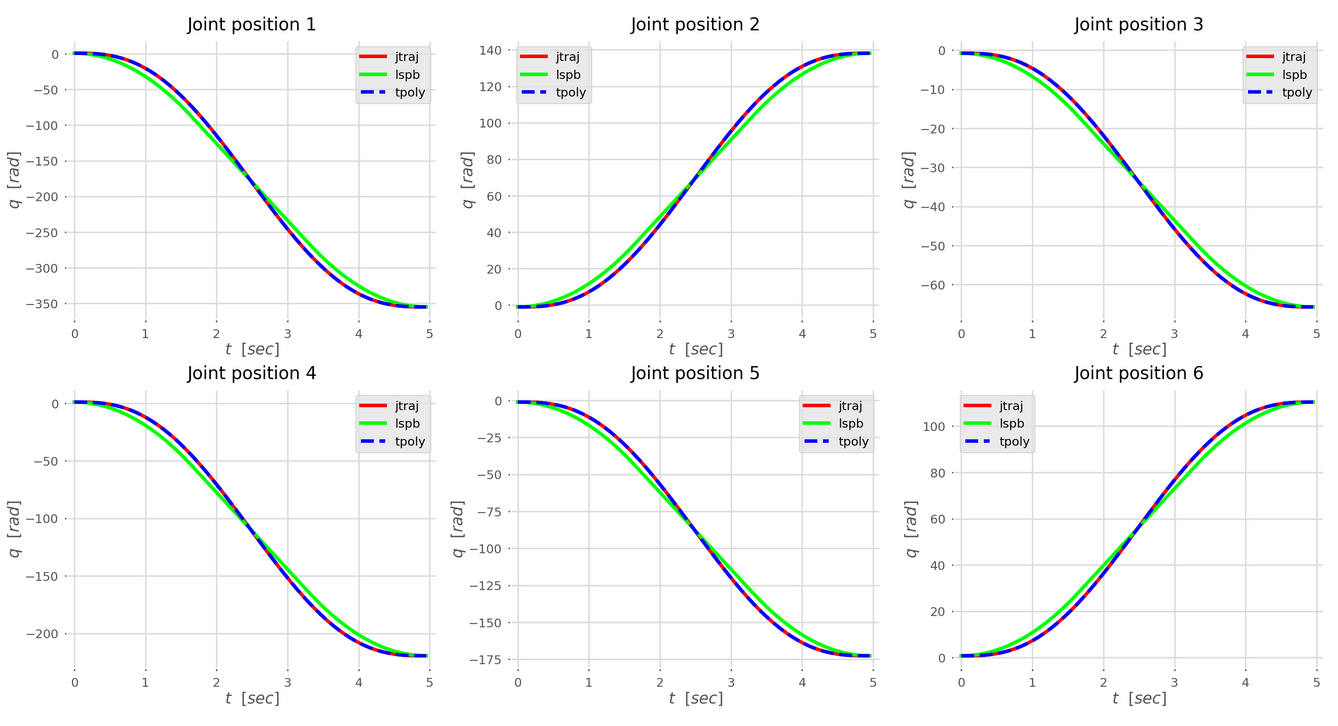 Joint position 1
jtraj
lspb
tpoly
0
−50
−100
−150
−200
−250
−300
−350
q [rad]
0 1 2 3 4 5
t [sec]
Joint position 2
jtraj
lspb
tpoly
140
120
100
80
60
40
20
0
q [rad]
0 1 2 3 4 5
t [sec]
Joint position 3
jtraj
lspb
tpoly
0
−10
−20
−30
−40
−50
−60
q [rad]
0 1 2 3 4 5
t [sec]
Joint position 4
jtraj
lspb
tpoly
0
−50
−100
−150
−200
q [rad]
0 1 2 3 4 5
t [sec]
Joint position 5
jtraj
lspb
tpoly
0
−25
−50
−75
−100
−125
−150
−175
q [rad]
0 1 2 3 4 5
t [sec]
Joint position 6
jtraj
lspb
tpoly
100
80
60
40
20
0
q [rad]
0 1 2 3 4 5
t [sec]